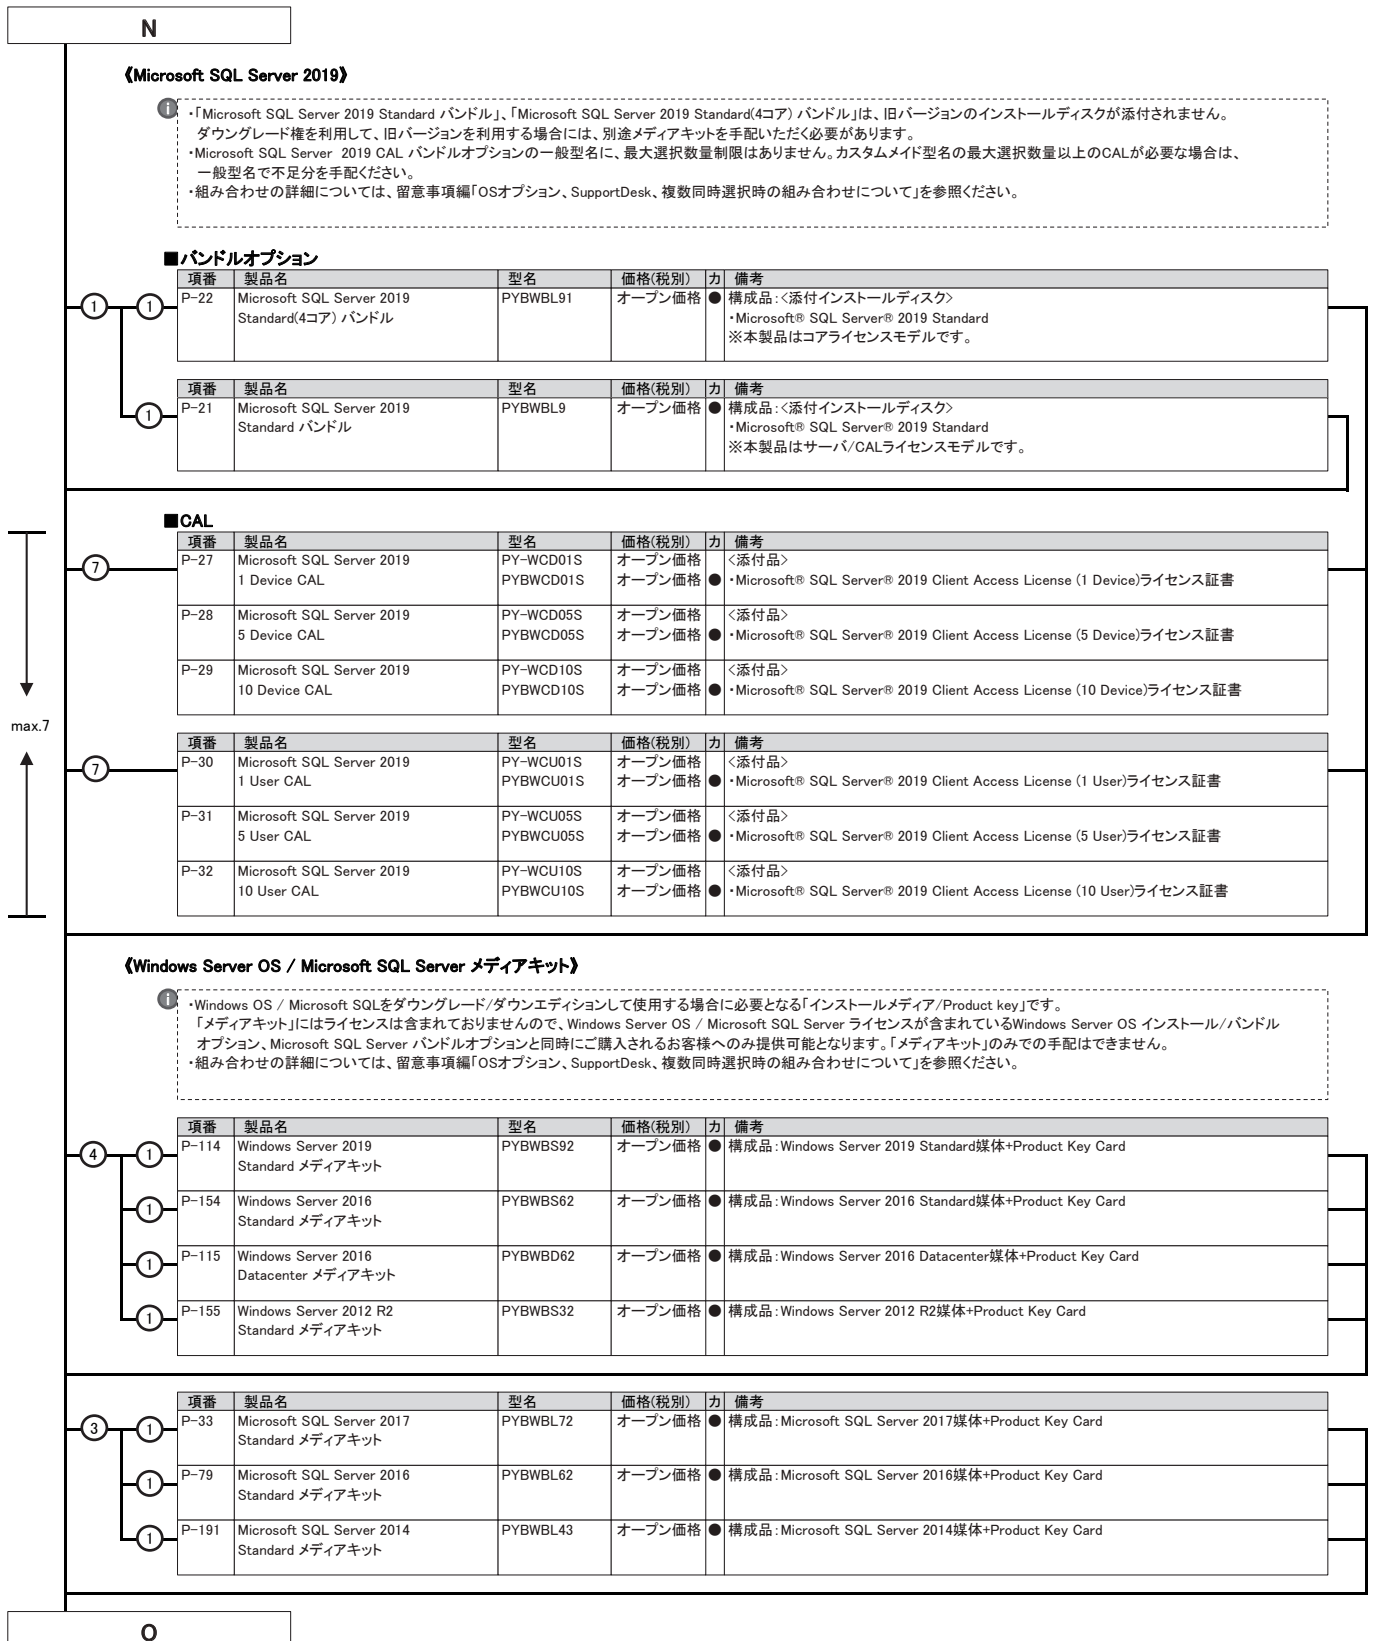 N
《Microsoft SQL Server 2019》
・「Microsoft SQL Server 2019 Standard バンドル」、「Microsoft SQL Server 2019 Standard(4コア) バンドル」は、旧バージョンのインストールディスクが添付されません。
ダウングレード権を利用して、旧バージョンを利用する場合には、別途メディアキットを手配いただく必要があります。
・Microsoft SQL Server 2019 CAL バンドルオプションの一般型名に、最大選択数量制限はありません。カスタムメイド型名の最大選択数量以上のCALが必要な場合は、
一般型名で不足分を手配ください。
・組み合わせの詳細については、留意事項編「OSオプション、SupportDesk、複数同時選択時の組み合わせについて」を参照ください。
■バンドルオプション
項番 製品名 型名 価格(税別) カ 備考
① ① P-22 Microsoft SQL Server 2019 PYBWBL91 オープン価格 ● 構成品:<添付インストールディスク>
Standard(4コア) バンドル ・Microsoft® SQL Server® 2019 Standard
※本製品はコアライセンスモデルです。
項番 製品名 型名 価格(税別) カ 備考
① P-21 Microsoft SQL Server 2019 PYBWBL9 オープン価格 ● 構成品:<添付インストールディスク>
Standard バンドル ・Microsoft® SQL Server® 2019 Standard
※本製品はサーバ/CALライセンスモデルです。
■CAL
項番 製品名 型名 価格(税別) カ 備考
⑦ P-27 Microsoft SQL Server 2019 PY-WCD01S オープン価格 <添付品>
1 Device CAL PYBWCD01S オープン価格 ● ・Microsoft® SQL Server® 2019 Client Access License (1 Device)ライセンス証書
P-28 Microsoft SQL Server 2019 PY-WCD05S オープン価格 <添付品>
5 Device CAL PYBWCD05S オープン価格 ● ・Microsoft® SQL Server® 2019 Client Access License (5 Device)ライセンス証書
P-29 Microsoft SQL Server 2019 PY-WCD10S オープン価格 <添付品>
10 Device CAL PYBWCD10S オープン価格 ● ・Microsoft® SQL Server® 2019 Client Access License (10 Device)ライセンス証書
max.7
項番 製品名 型名 価格(税別) カ 備考
⑦ P-30 Microsoft SQL Server 2019 PY-WCU01S オープン価格 <添付品>
1 User CAL PYBWCU01S オープン価格 ● ・Microsoft® SQL Server® 2019 Client Access License (1 User)ライセンス証書
P-31 Microsoft SQL Server 2019 PY-WCU05S オープン価格 <添付品>
5 User CAL PYBWCU05S オープン価格 ● ・Microsoft® SQL Server® 2019 Client Access License (5 User)ライセンス証書
P-32 Microsoft SQL Server 2019 PY-WCU10S オープン価格 <添付品>
10 User CAL PYBWCU10S オープン価格 ● ・Microsoft® SQL Server® 2019 Client Access License (10 User)ライセンス証書
《Windows Server OS / Microsoft SQL Server メディアキット》
・Windows OS / Microsoft SQLをダウングレード/ダウンエディションして使用する場合に必要となる「インストールメディア/Product key」です。
「メディアキット」にはライセンスは含まれておりませんので、Windows Server OS / Microsoft SQL Server ライセンスが含まれているWindows Server OS インストール/バンドル
オプション、Microsoft SQL Server バンドルオプションと同時にご購入されるお客様へのみ提供可能となります。「メディアキット」のみでの手配はできません。
・組み合わせの詳細については、留意事項編「OSオプション、SupportDesk、複数同時選択時の組み合わせについて」を参照ください。
項番 製品名 型名 価格(税別) カ 備考
④ ① P-114 Windows Server 2019 PYBWBS92 オープン価格 ● 構成品:Windows Server 2019 Standard媒体+Product Key Card
Standard メディアキット
① P-154 Windows Server 2016 PYBWBS62 オープン価格 ● 構成品:Windows Server 2016 Standard媒体+Product Key Card
Standard メディアキット
① P-115 Windows Server 2016 PYBWBD62 オープン価格 ● 構成品:Windows Server 2016 Datacenter媒体+Product Key Card
Datacenter メディアキット
① P-155 Windows Server 2012 R2 PYBWBS32 オープン価格 ● 構成品:Windows Server 2012 R2媒体+Product Key Card
Standard メディアキット
項番 製品名 型名 価格(税別) カ 備考
③ ① P-33 Microsoft SQL Server 2017 PYBWBL72 オープン価格 ● 構成品:Microsoft SQL Server 2017媒体+Product Key Card
Standard メディアキット
① P-79 Microsoft SQL Server 2016 PYBWBL62 オープン価格 ● 構成品:Microsoft SQL Server 2016媒体+Product Key Card
Standard メディアキット
① P-191 Microsoft SQL Server 2014 PYBWBL43 オープン価格 ● 構成品:Microsoft SQL Server 2014媒体+Product Key Card
Standard メディアキット
O